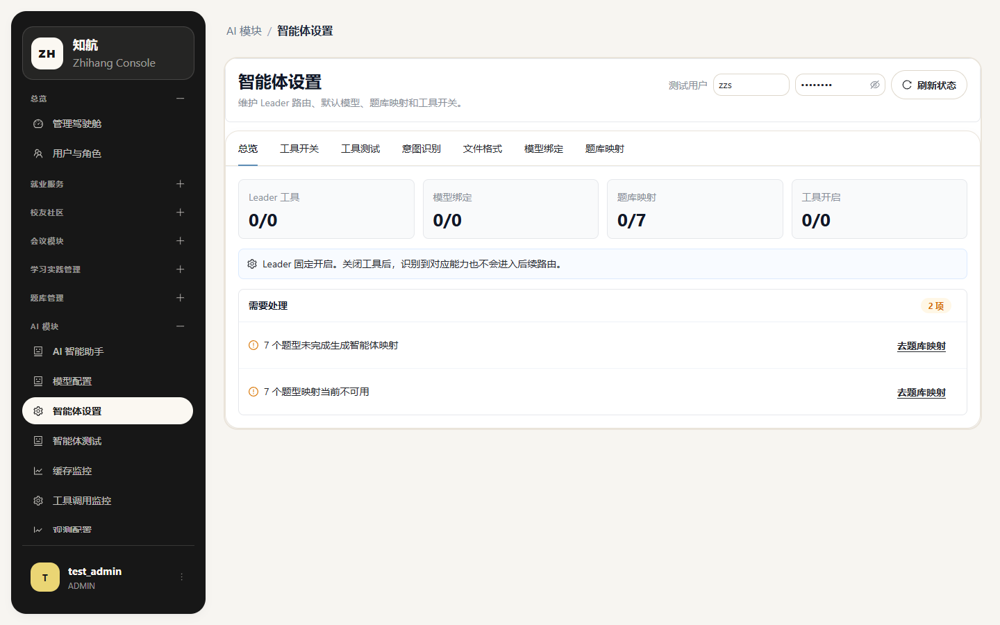 ZH
知航
Zhihang Console
总览
管理驾驶舱
用户与角色
就业服务
校友社区
会议模块
学习实践管理
题库管理
AI 模块
AI 智能助手
模型配置
智能体设置
智能体测试
缓存监控
工具调用监控
观测配置
T
test_admin
ADMIN
AI 模块 / 智能体设置
智能体设置
维护 Leader 路由、默认模型、题库映射和工具开关。
测试用户 zzs •••••••• 刷新状态
总览 工具开关 工具测试 意图识别 文件格式 模型绑定 题库映射
Leader 工具
0/0
模型绑定
0/0
题库映射
0/7
工具开启
0/0
Leader 固定开启。关闭工具后，识别到对应能力也不会进入后续路由。
需要处理 2 项
7 个题型未完成生成智能体映射 去题库映射
7 个题型映射当前不可用 去题库映射